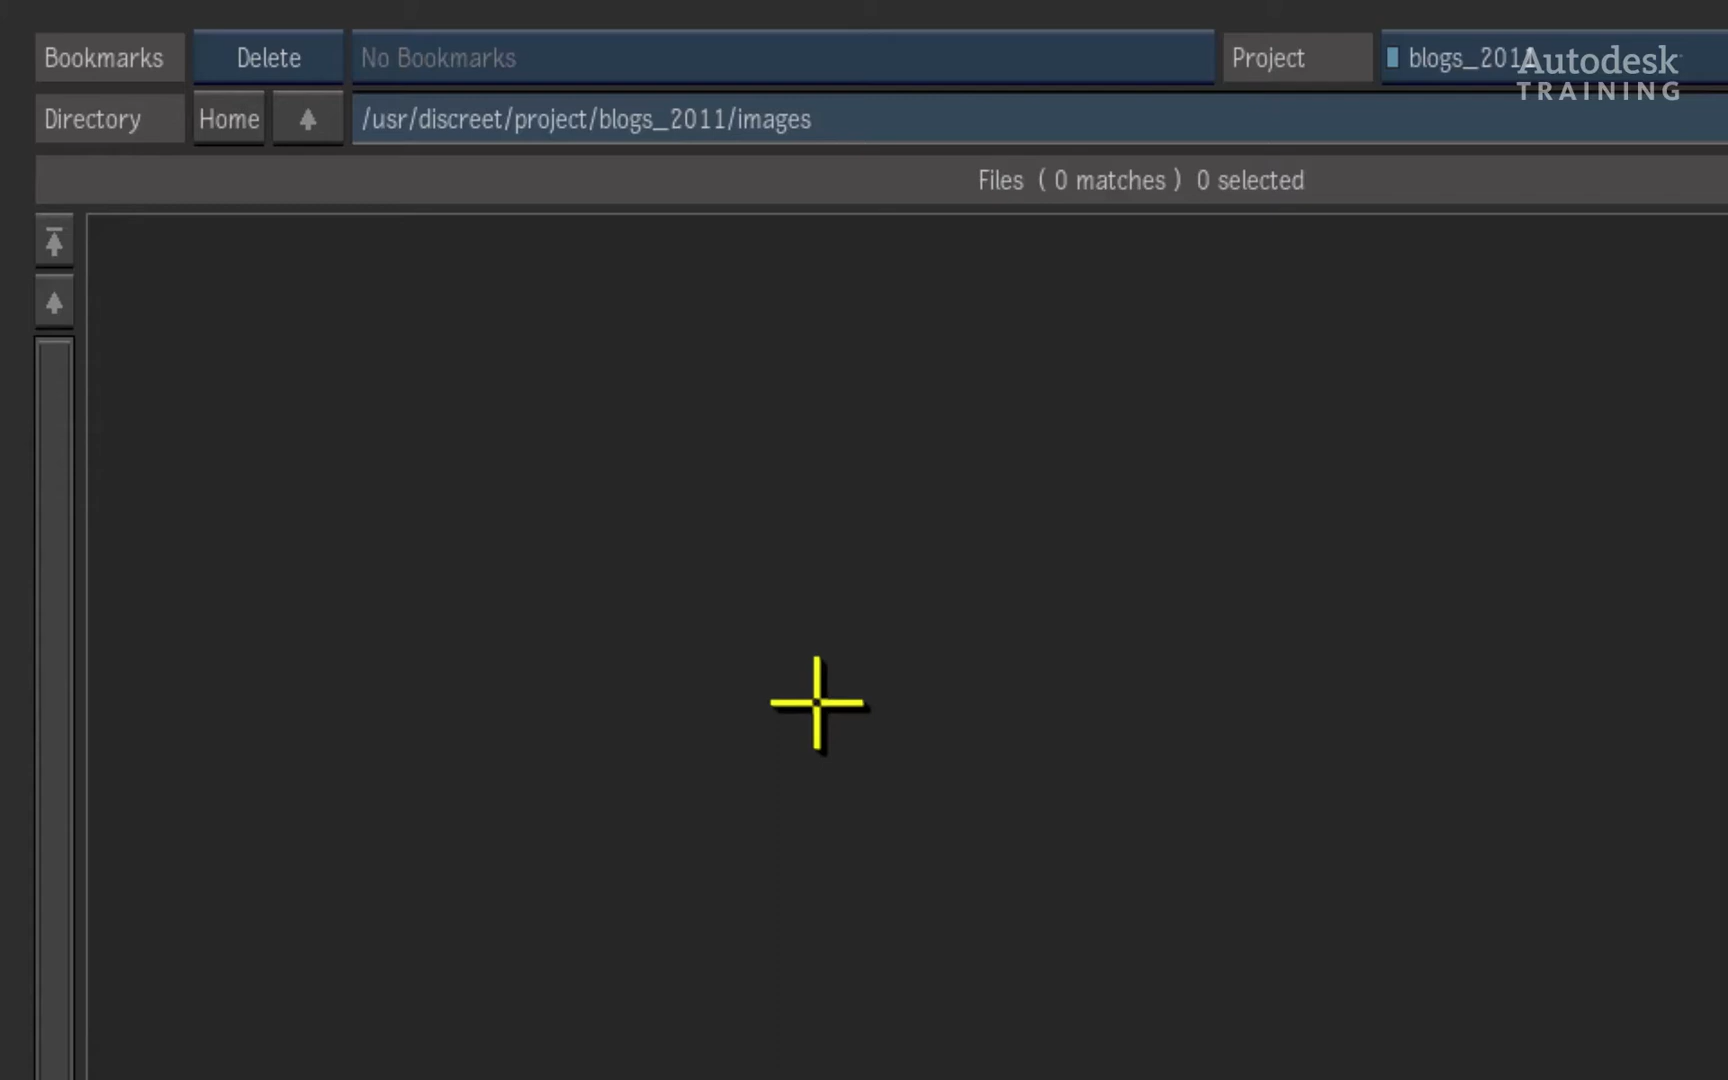 Bookmarks Delete No Bookmarks Project blogs_2011
Autodesk
TRAINING
Directory Home /usr/discreet/project/blogs_2011/images
Files ( 0 matches ) 0 selected